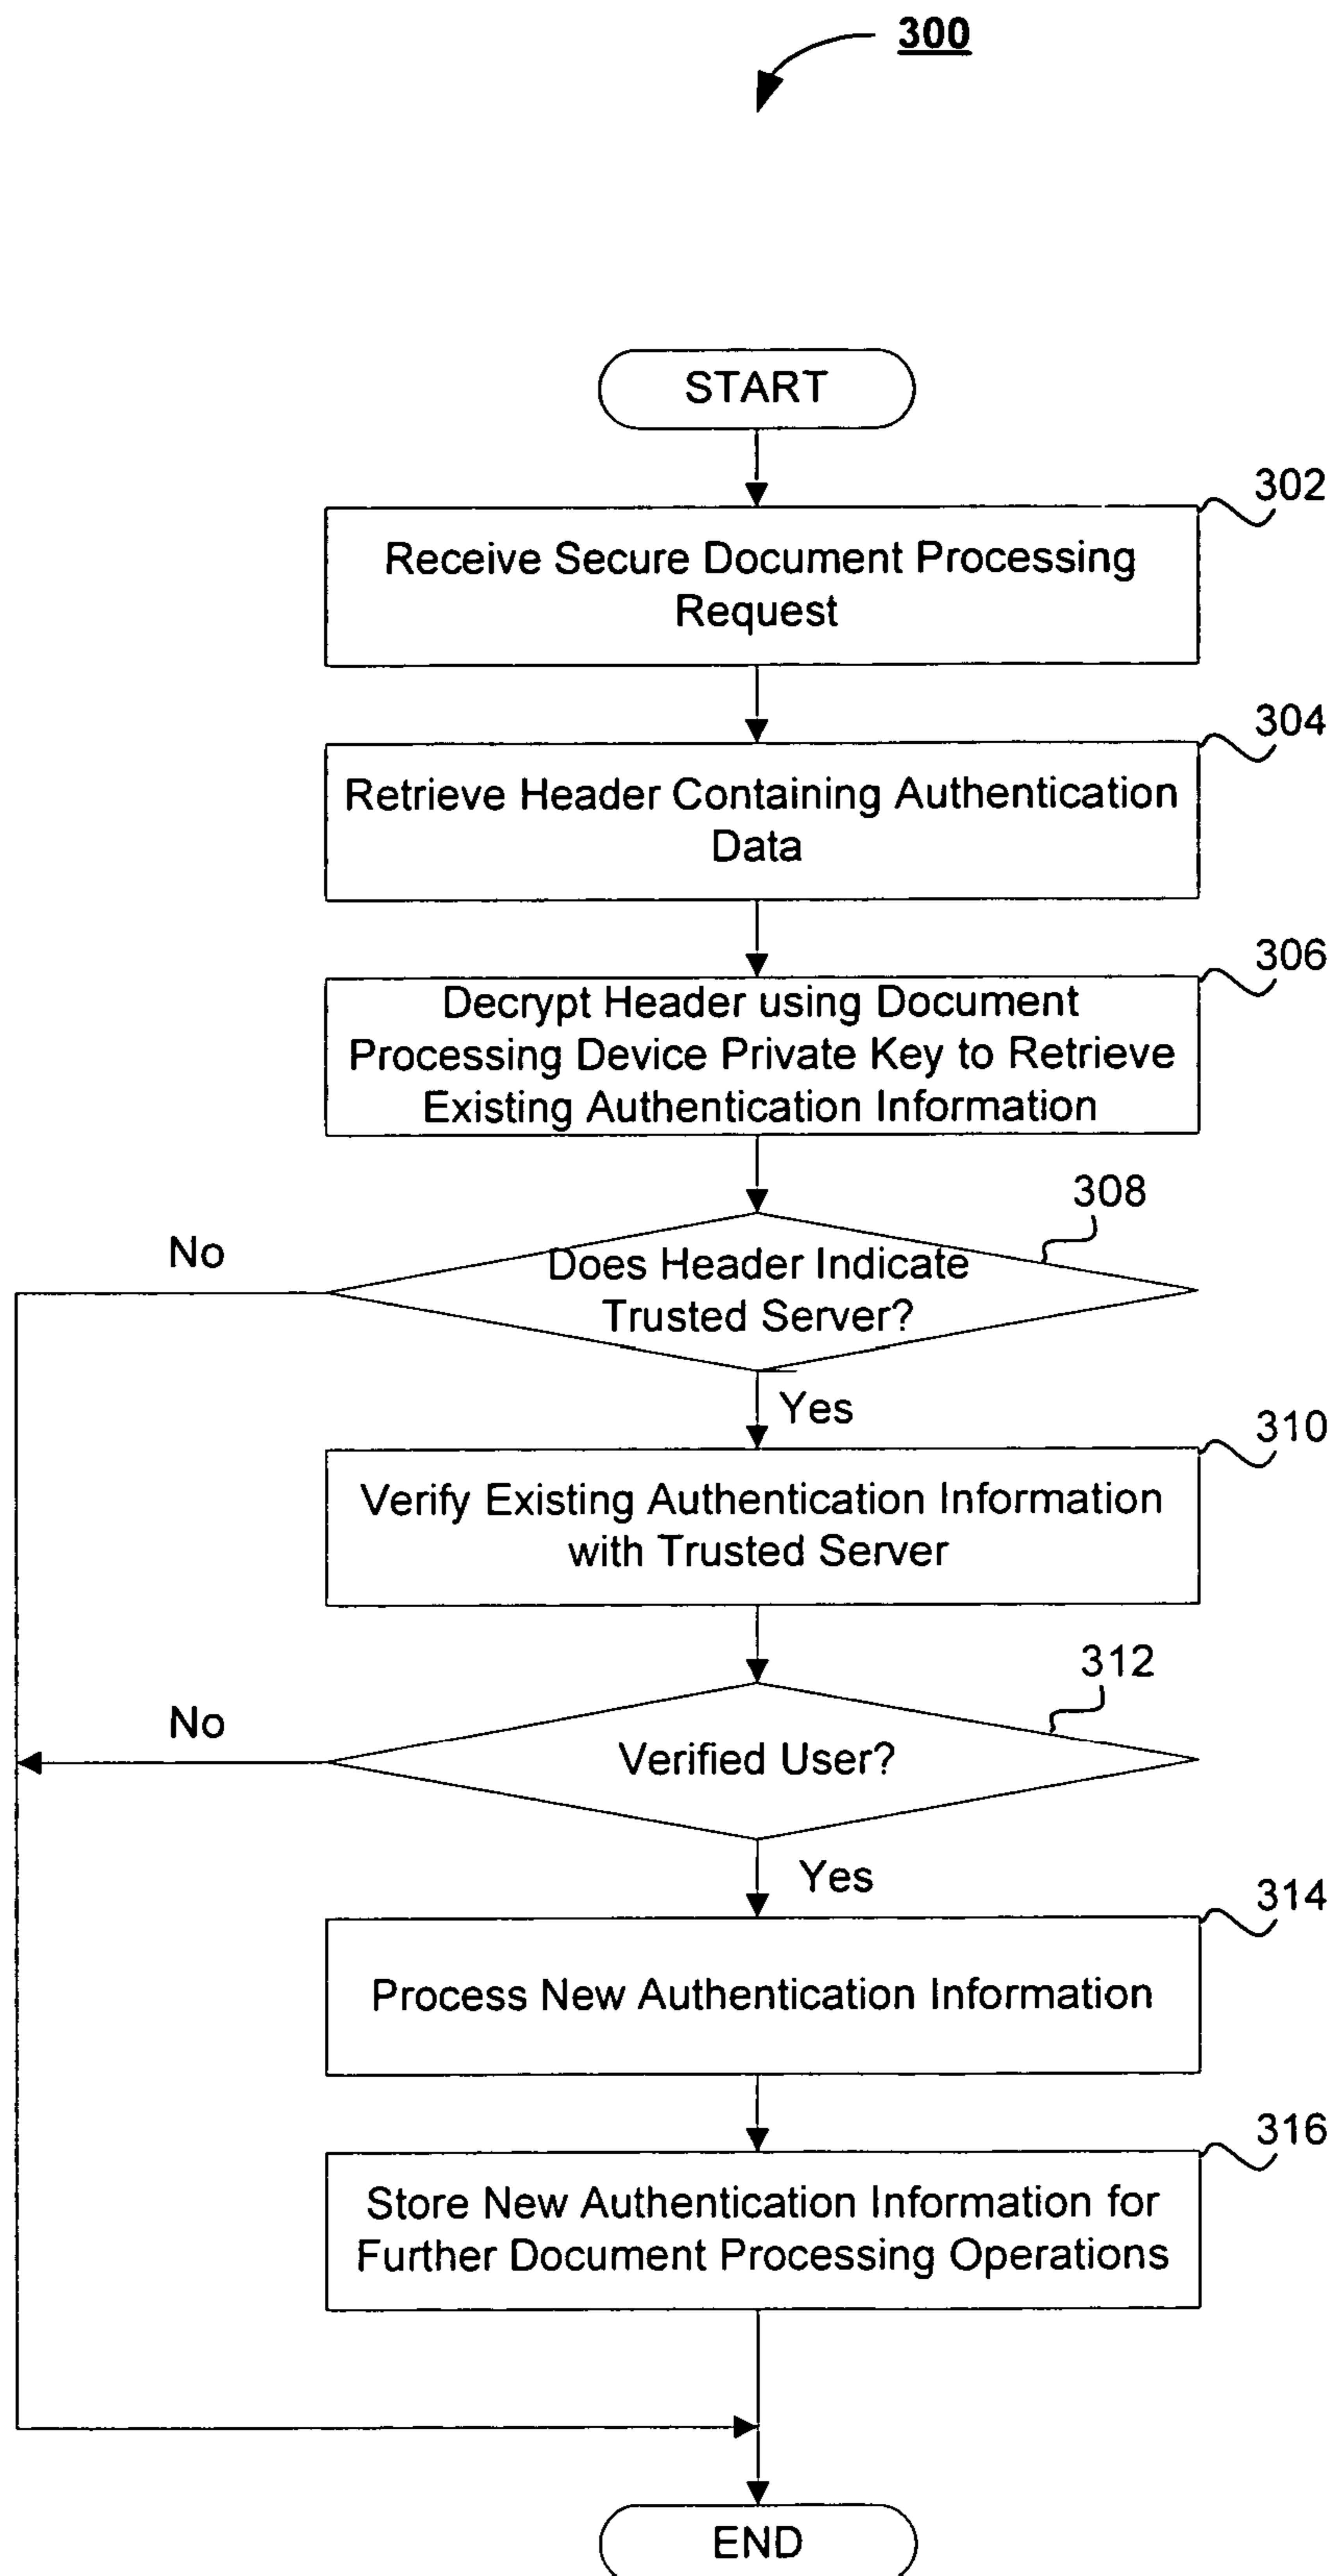 300
START
302
Receive Secure Document Processing
Request
304
Retrieve Header Containing Authentication
Data
306
Decrypt Header using Document
Processing Device Private Key to Retrieve
Existing Authentication Information
308
No
Does Header Indicate
Trusted Server?
Yes
310
Verify Existing Authentication Information
with Trusted Server
312
No
Verified User?
Yes
314
Process New Authentication Information
316
Store New Authentication Information for
Further Document Processing Operations
END